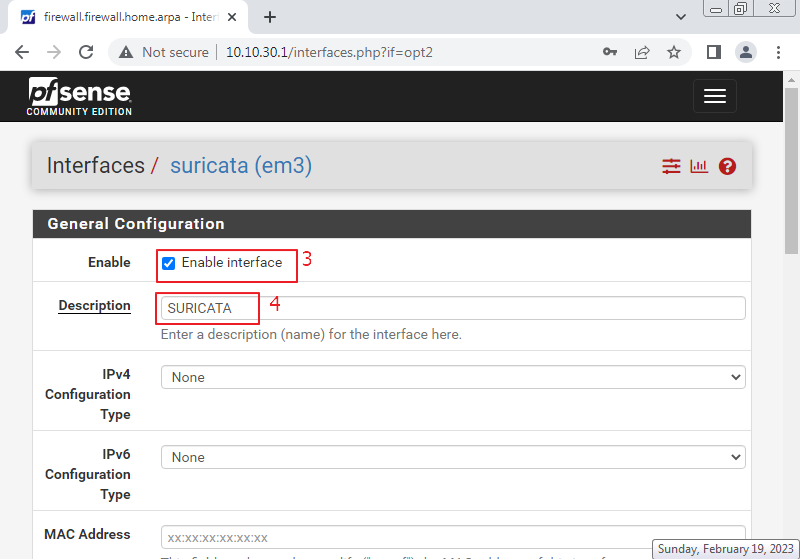 firewall.firewall.home.arpa - Inter
Not secure
10.10.30.1/interfaces.php?if=opt2
pfsense
COMMUNITY EDITION
Interfaces / suricata (em3)
General Configuration
Enable
Enable interface
3
Description
SURICATA
4
Enter a description (name) for the interface here.
IPv4
Configuration
Type
None
IPv6
Configuration
Type
None
MAC Address
xx:xx:xx:xx:xx:xx
Sunday, February 19, 2023